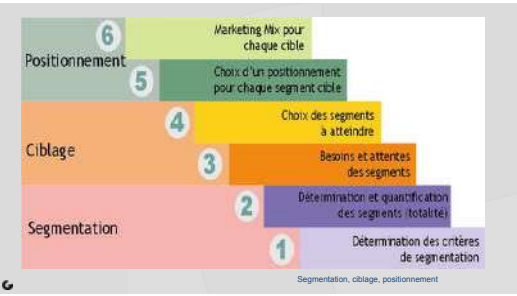 6
Marketing Mix pour
chaque cible
Positionnement
5
Choix d'un positionnement
pour chaque segment cible
4
Choix des segments
à atteindre
Ciblage
3
Besoins et attentes
des segments
2
Détermination et quantification
des segments (totalité)
Segmentation
1
Détermination des critères
de segmentation
Segmentation, ciblage, positionnement